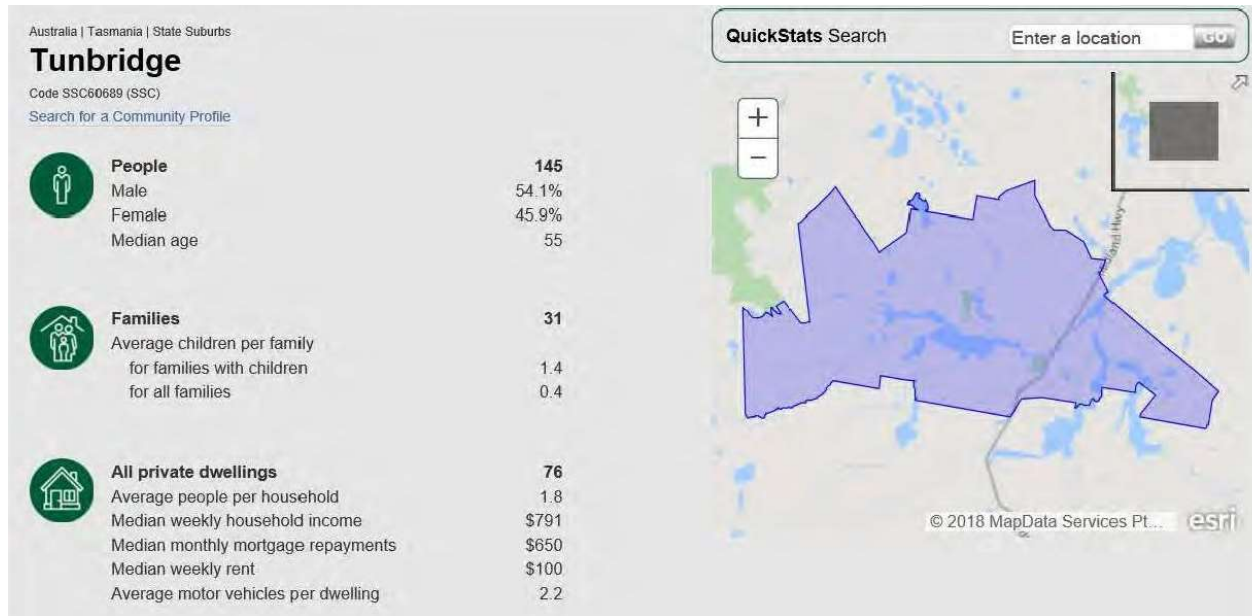 Australia | Tasmania | State Suburbs
Tunbridge
Code SSC60689 (SSC)
Search for a Community Profile
People 145
Male 54.1%
Female 45.9%
Median age 55
Families 31
Average children per family
for families with children 1.4
for all families 0.4
All private dwellings 76
Average people per household 1.8
Median weekly household income $791
Median monthly mortgage repayments $650
Median weekly rent $100
Average motor vehicles per dwelling 2.2
QuickStats Search Enter a location GO
+
−
Hwy
© 2018 MapData Services Pt...
esri